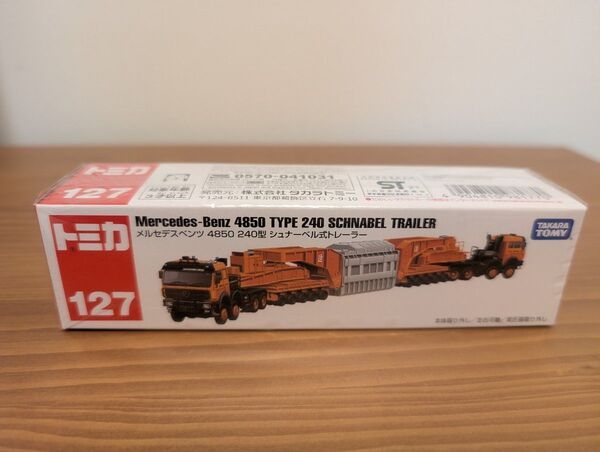 トミカ
127
0570-041031
発売元・株式会社 タカラトミー
〒124-8511 東京都葛飾区立石7-9-10
ST
トミカ
127
Mercedes-Benz 4850 TYPE 240 SCHNABEL TRAILER
メルセデスベンツ 4850 240型 シュナーベル式トレーラー
TAKARA
TOMY